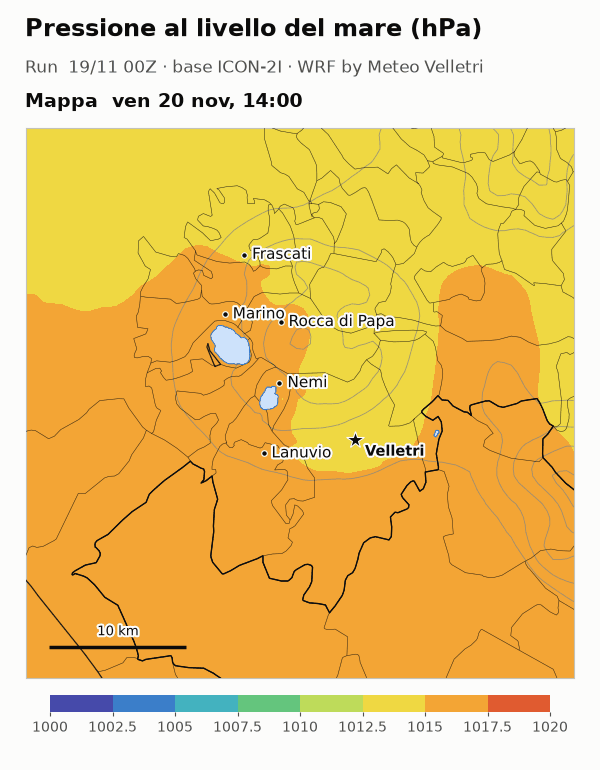 Pressione al livello del mare (hPa)
Run  19/11 00Z · base ICON-2I · WRF by Meteo Velletri
Mappa  ven 20 nov, 14:00
Frascati
Marino
Rocca di Papa
Nemi
Velletri
Lanuvio
10 km
1000 1002.5 1005 1007.5 1010 1012.5 1015 1017.5 1020